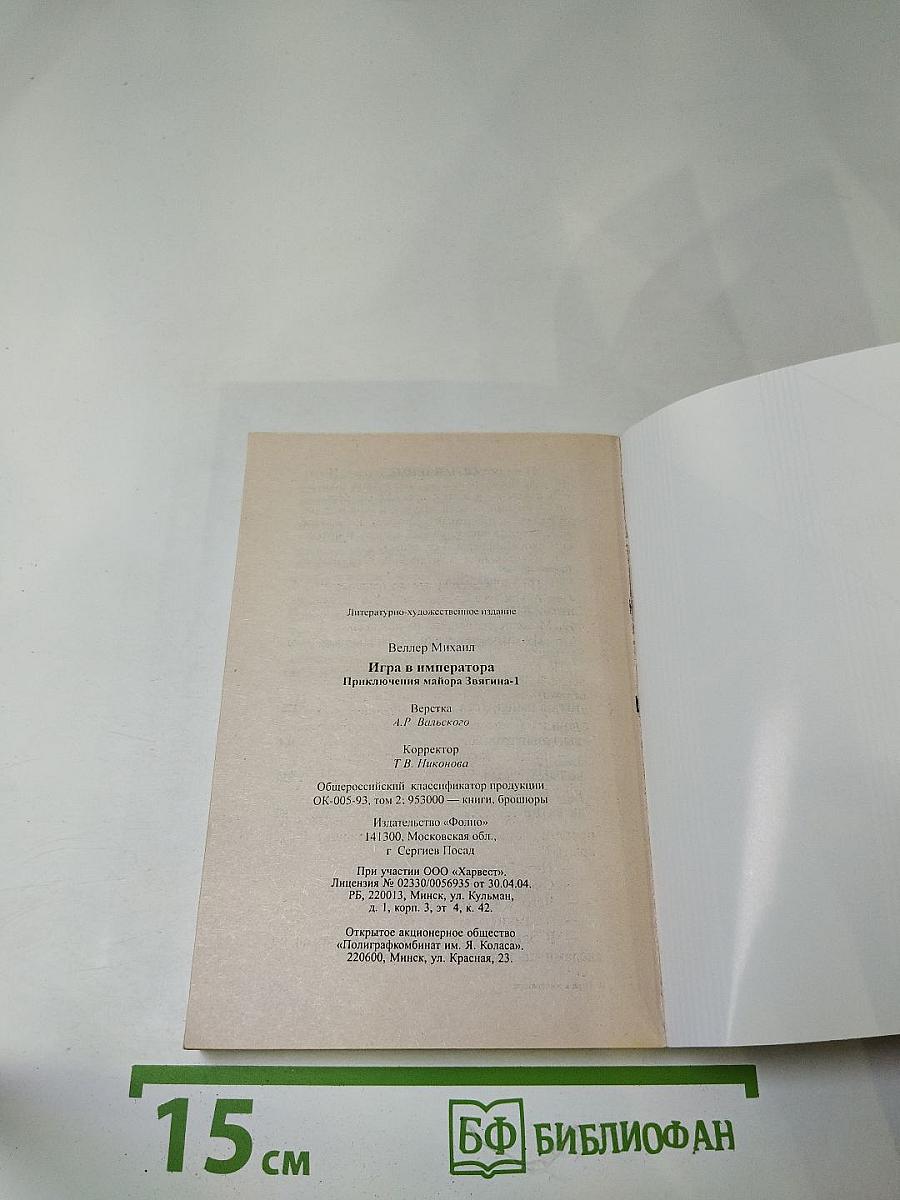 Литературно-художественное издание
Веллер Михаил
Игра в императора
Приключения майора Звягина-1
Верстка
А.Р. Вальского
Корректор
Т.В. Никонова
Общероссийский классификатор продукции
ОК-005-93, том 2; 953000 — книги, брошюры
Издательство «Фолио»
141300, Московская обл.,
г Сергиев Посад
При участии ООО «Харвест».
Лицензия № 02330/0056935 от 30.04.04.
РБ, 220013, Минск, ул. Кульман,
д. 1, корп. 3, эт 4, к. 42.
Открытое акционерное общество
«Полиграфкомбинат им. Я. Коласа».
220600, Минск, ул. Красная, 23.
15 см
БФ БИБЛИОФАН